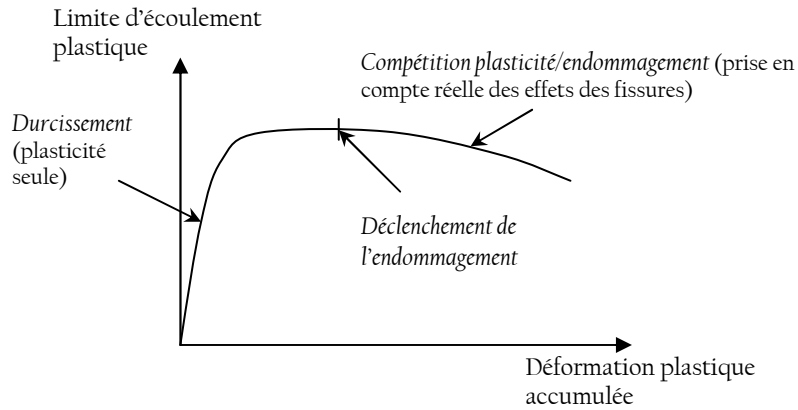 Limite d'écoulement
plastique
Compétition plasticité/endommagement (prise en
compte réelle des effets des fissures)
Durcissement
(plasticité
seule)
Déclenchement de
l'endommagement
Déformation plastique
accumulée